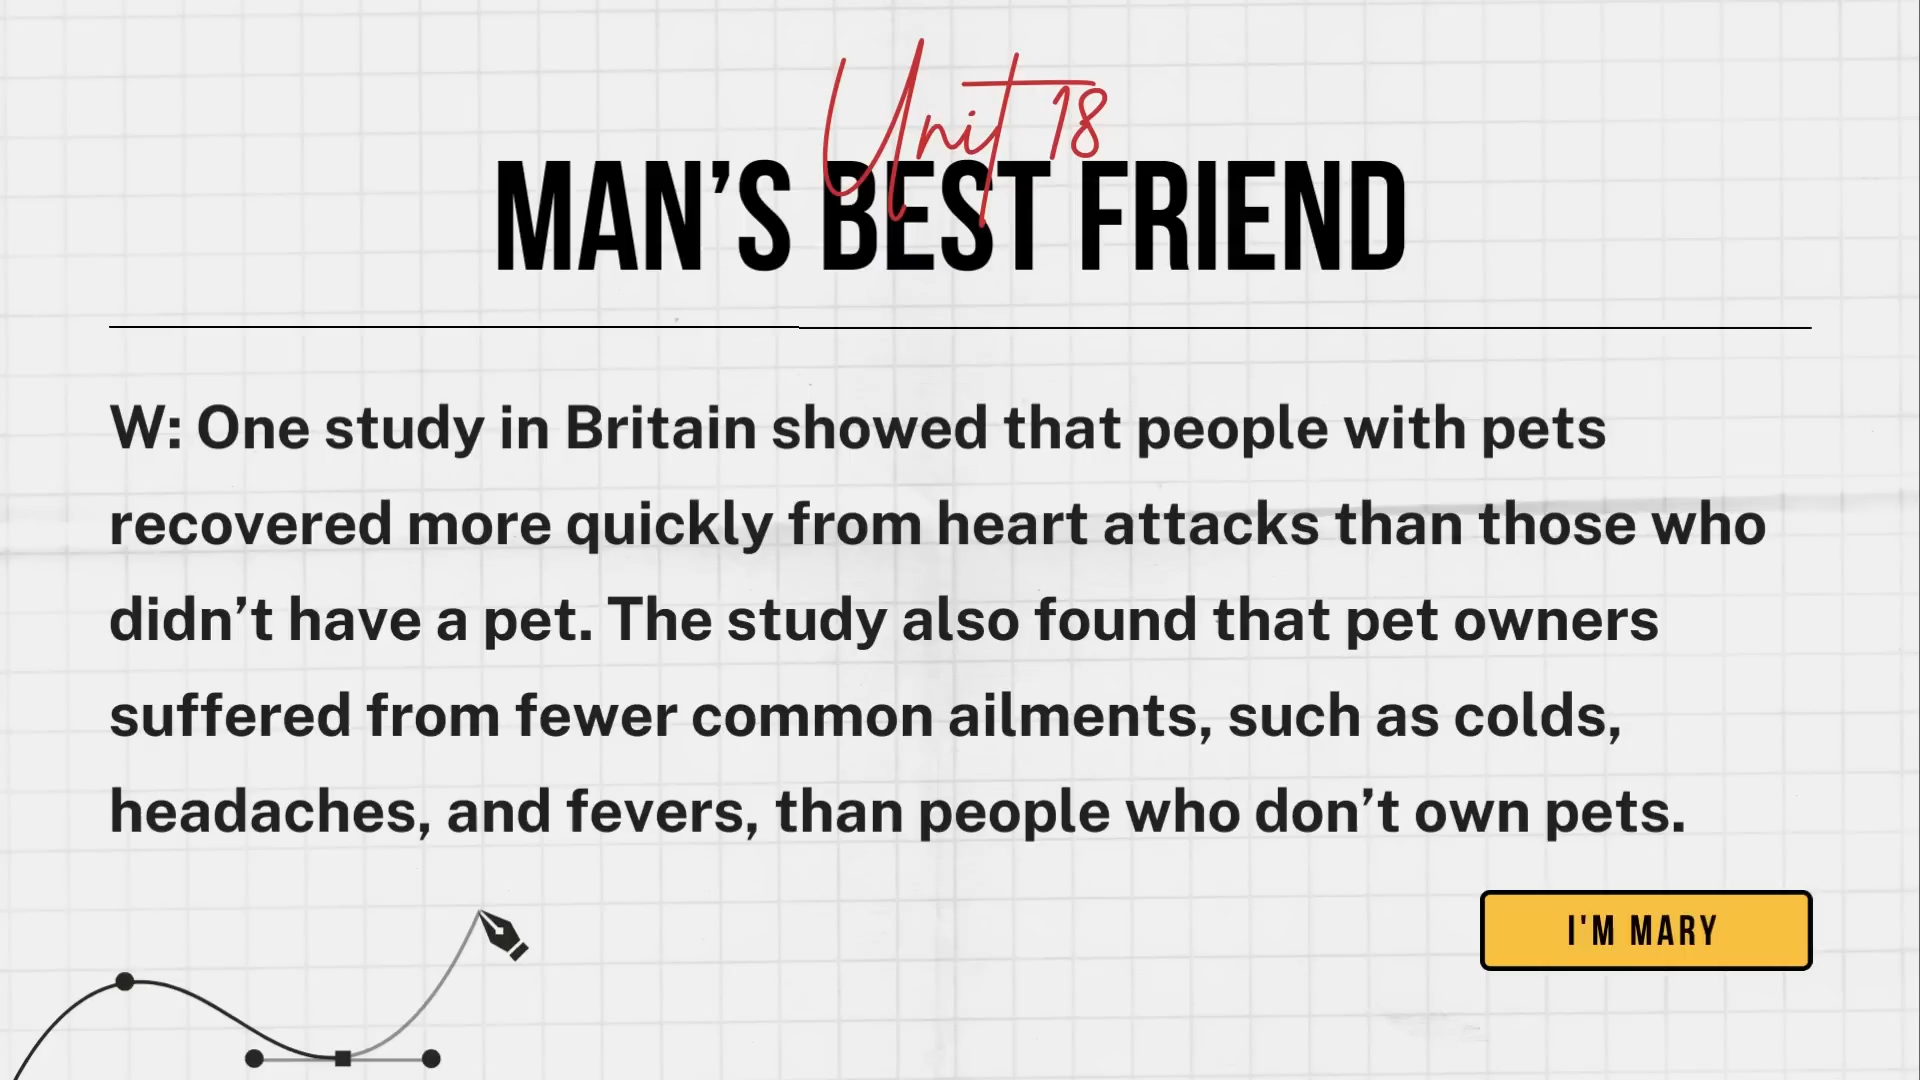 Unit 18
MAN’S BEST FRIEND
W: One study in Britain showed that people with pets
recovered more quickly from heart attacks than those who
didn’t have a pet. The study also found that pet owners
suffered from fewer common ailments, such as colds,
headaches, and fevers, than people who don’t own pets.
I'M MARY